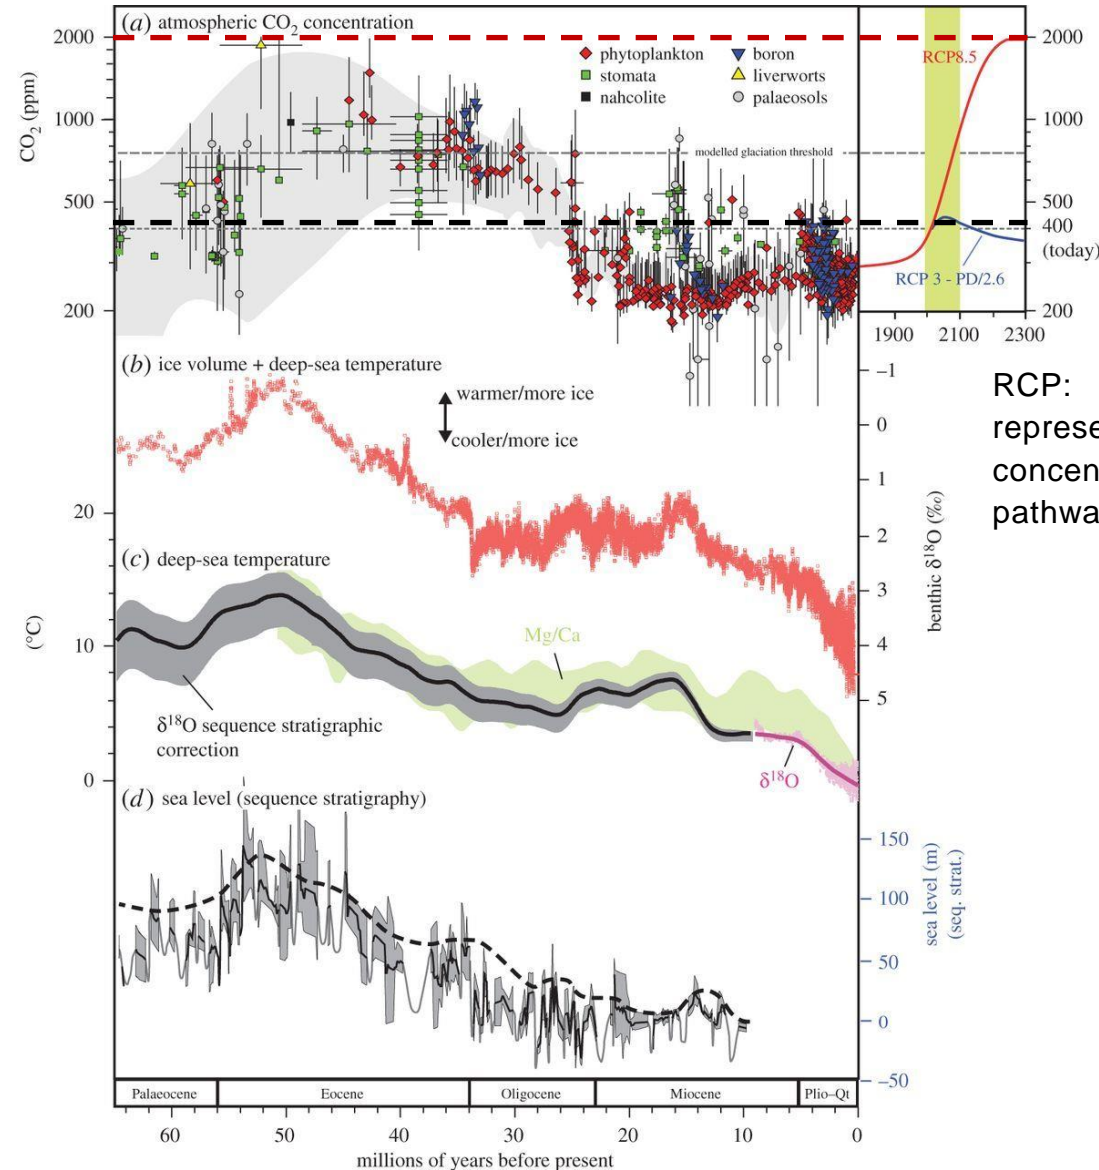 (a) atmospheric CO2 concentration
2000
1000
500
200
CO2 (ppm)
phytoplankton
stomata
nahcolite
boron
liverworts
palaeosols
modelled glaciation threshold
RCP8.5
RCP 3 - PD/2.6
2000
1000
500
400
(today)
200
1900
2100
2300
(b) ice volume + deep-sea temperature
warmer/more ice
cooler/more ice
–1
0
1
2
3
4
5
benthic δ18O (‰)
RCP:
(c) deep-sea temperature
20
10
0
(°C)
Mg/Ca
δ18O sequence stratigraphic
correction
δ18O
(d) sea level (sequence stratigraphy)
150
100
50
0
–50
sea level (m)
(seq. strat.)
Palaeocene
Eocene
Oligocene
Miocene
Plio–Qt
60
50
40
30
20
10
0
millions of years before present